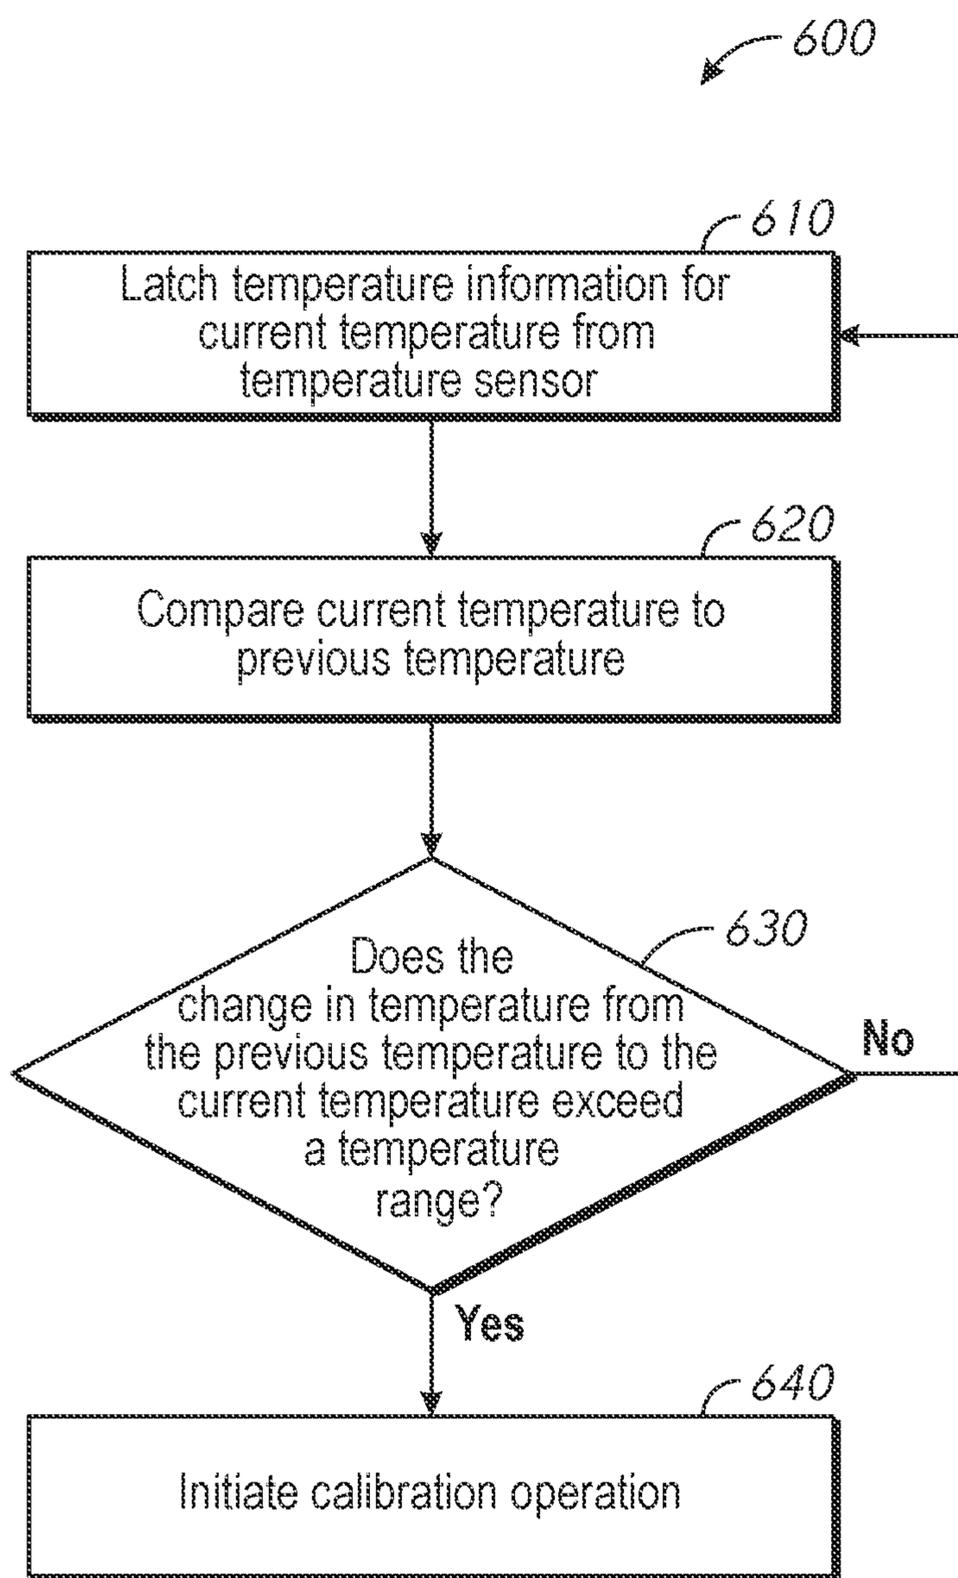 600
610
Latch temperature information for
current temperature from
temperature sensor
620
Compare current temperature to
previous temperature
630
Does the
change in temperature from
the previous temperature to the
current temperature exceed
a temperature
range?
No
Yes
640
Initiate calibration operation